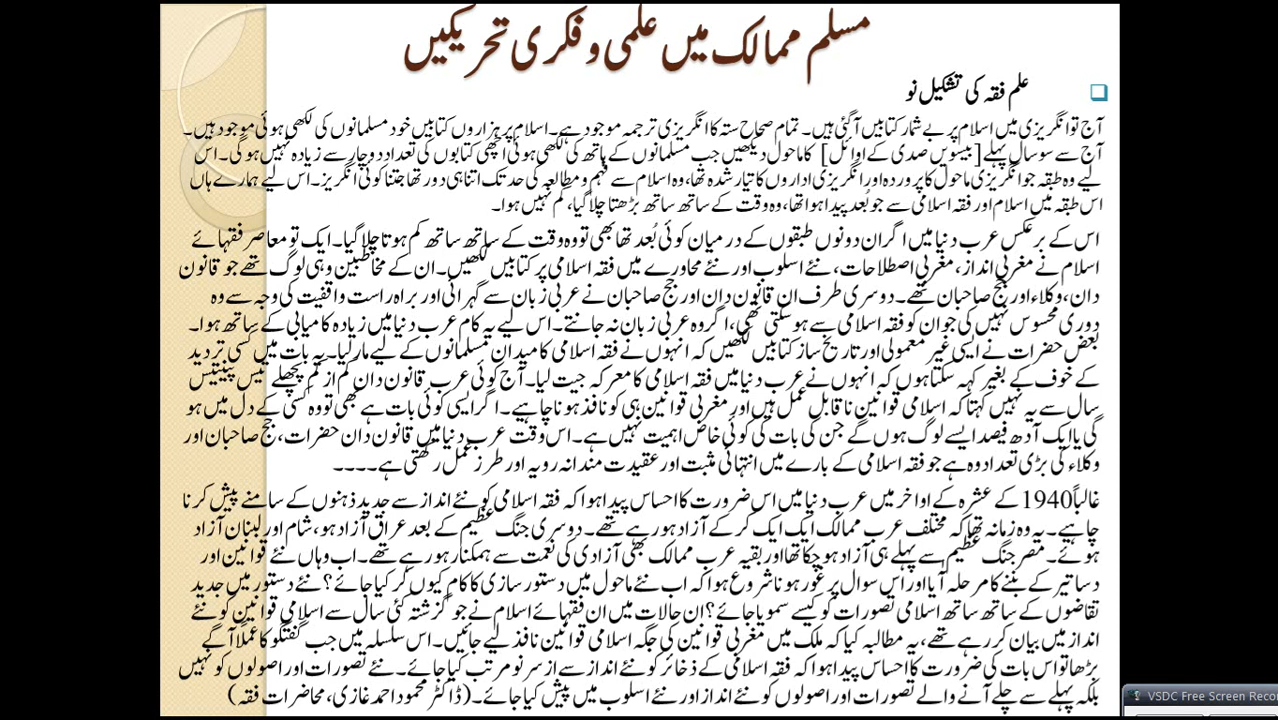 مسلم ممالک میں علمی و فکری تحریکیں
علم فقہ کی تشکیل نو
آج تو انگریزی میں اسلام پر بے شمار کتابیں آگئی ہیں۔ تمام صحاح ستہ کا انگریزی ترجمہ موجود ہے۔ اسلام پر ہزاروں کتابیں خود مسلمانوں کی لکھی ہوئی موجود ہیں۔
آج سے سو سال پہلے [بیسویں صدی کے اوائل] کا ماحول دیکھیں جب مسلمانوں کے ہاتھ کی لکھی ہوئی اچھی کتابوں کی تعداد دو چار سے زیادہ نہیں ہوگی۔ اس
لیے وہ طبقہ جو انگریزی ماحول کا پروردہ اور انگریزی اداروں کا تیار شدہ تھا، وہ اسلام سے فہم و مطالعہ کی حد تک اتنا ہی دور تھا جتنا کوئی انگریز۔ اس لیے ہمارے ہاں
اس طبقہ میں اسلام اور فقہ اسلامی سے جو بُعد پیدا ہوا تھا، وہ وقت کے ساتھ ساتھ بڑھتا چلا گیا، کم نہیں ہوا۔
اس کے برعکس عرب دنیا میں اگر ان دونوں طبقوں کے درمیان کوئی بُعد تھا بھی تو وہ وقت کے ساتھ ساتھ کم ہوتا چلا گیا۔ ایک تو معاصر فقہائے
اسلام نے مغربی انداز، مغربی اصطلاحات، نئے اسلوب اور نئے محاورے میں فقہ اسلامی پر کتابیں لکھیں۔ ان کے مخاطبین وہی لوگ تھے جو قانون
دان، وکلاء اور جج صاحبان تھے۔ دوسری طرف ان قانون دان اور جج صاحبان نے عربی زبان سے گہرائی اور براہ راست واقفیت کی وجہ سے وہ
دوری محسوس نہیں کی جو ان کو فقہ اسلامی سے ہو سکتی تھی، اگر وہ عربی زبان نہ جانتے۔ اس لیے یہ کام عرب دنیا میں زیادہ کامیابی کے ساتھ ہوا۔
بعض حضرات نے ایسی غیر معمولی اور تاریخ ساز کتابیں لکھیں کہ انہوں نے فقہ اسلامی کا میدان مسلمانوں کے لیے مار لیا۔ یہ بات میں کسی تردید
کے خوف کے بغیر کہہ سکتا ہوں کہ انہوں نے عرب دنیا میں فقہ اسلامی کا معرکہ جیت لیا۔ آج کوئی عرب قانون دان کم از کم پچھلے تیس پینتیس
سال سے یہ نہیں کہتا کہ اسلامی قوانین ناقابل عمل ہیں اور مغربی قوانین ہی کو نافذ ہونا چاہیے۔ اگر ایسی کوئی بات ہے بھی تو وہ کسی کے دل میں ہو
گی یا ایک آدھ فیصد ایسے لوگ ہوں گے جن کی بات کی کوئی خاص اہمیت نہیں ہے۔ اس وقت عرب دنیا میں قانون دان حضرات، جج صاحبان اور
وکلاء کی بڑی تعداد وہ ہے جو فقہ اسلامی کے بارے میں انتہائی مثبت اور عقیدت مندانہ رویہ اور طرز عمل رکھتی ہے۔۔۔۔
غالباً 1940 کے عشرہ کے اواخر میں عرب دنیا میں اس ضرورت کا احساس پیدا ہوا کہ فقہ اسلامی کو نئے انداز سے جدید ذہنوں کے سامنے پیش کرنا
چاہیے۔ یہ وہ زمانہ تھا کہ مختلف عرب ممالک ایک ایک کر کے آزاد ہو رہے تھے۔ دوسری جنگ عظیم کے بعد عراق آزاد ہو، شام اور لبنان آزاد
ہوئے۔ مصر جنگ عظیم سے پہلے ہی آزاد ہو چکا تھا اور بقیہ عرب ممالک بھی آزادی کی نعمت سے ہمکنار ہو رہے تھے۔ اب وہاں نئے قوانین اور
دساتیر کے بننے کا مرحلہ آیا اور اس سوال پر غور ہونا شروع ہوا کہ اب نئے ماحول میں دستور سازی کا کام کیوں کر کیا جائے؟ نئے دستور میں جدید
تقاضوں کے ساتھ ساتھ اسلامی تصورات کو کیسے سمویا جائے؟ ان حالات میں ان فقہائے اسلام نے جو گزشتہ کئی سال سے اسلامی قوانین کو نئے
انداز میں بیان کر رہے تھے، یہ مطالبہ کیا کہ ملک میں مغربی قوانین کی جگہ اسلامی قوانین نافذ کیے جائیں۔ اس سلسلہ میں جب گفتگو کا عملاً آگے
بڑھا تو اس بات کی ضرورت کا احساس پیدا ہوا کہ فقہ اسلامی کے ذخائر کو نئے انداز سے از سر نو مرتب کیا جائے۔ نئے تصورات اور اصولوں کو نہیں
بلکہ پہلے سے چلے آنے والے تصورات اور اصولوں کو نئے انداز اور نئے اسلوب میں پیش کیا جائے۔ (ڈاکٹر محمود احمد غازی، محاضرات فقہ)
VSDC Free Screen Reco